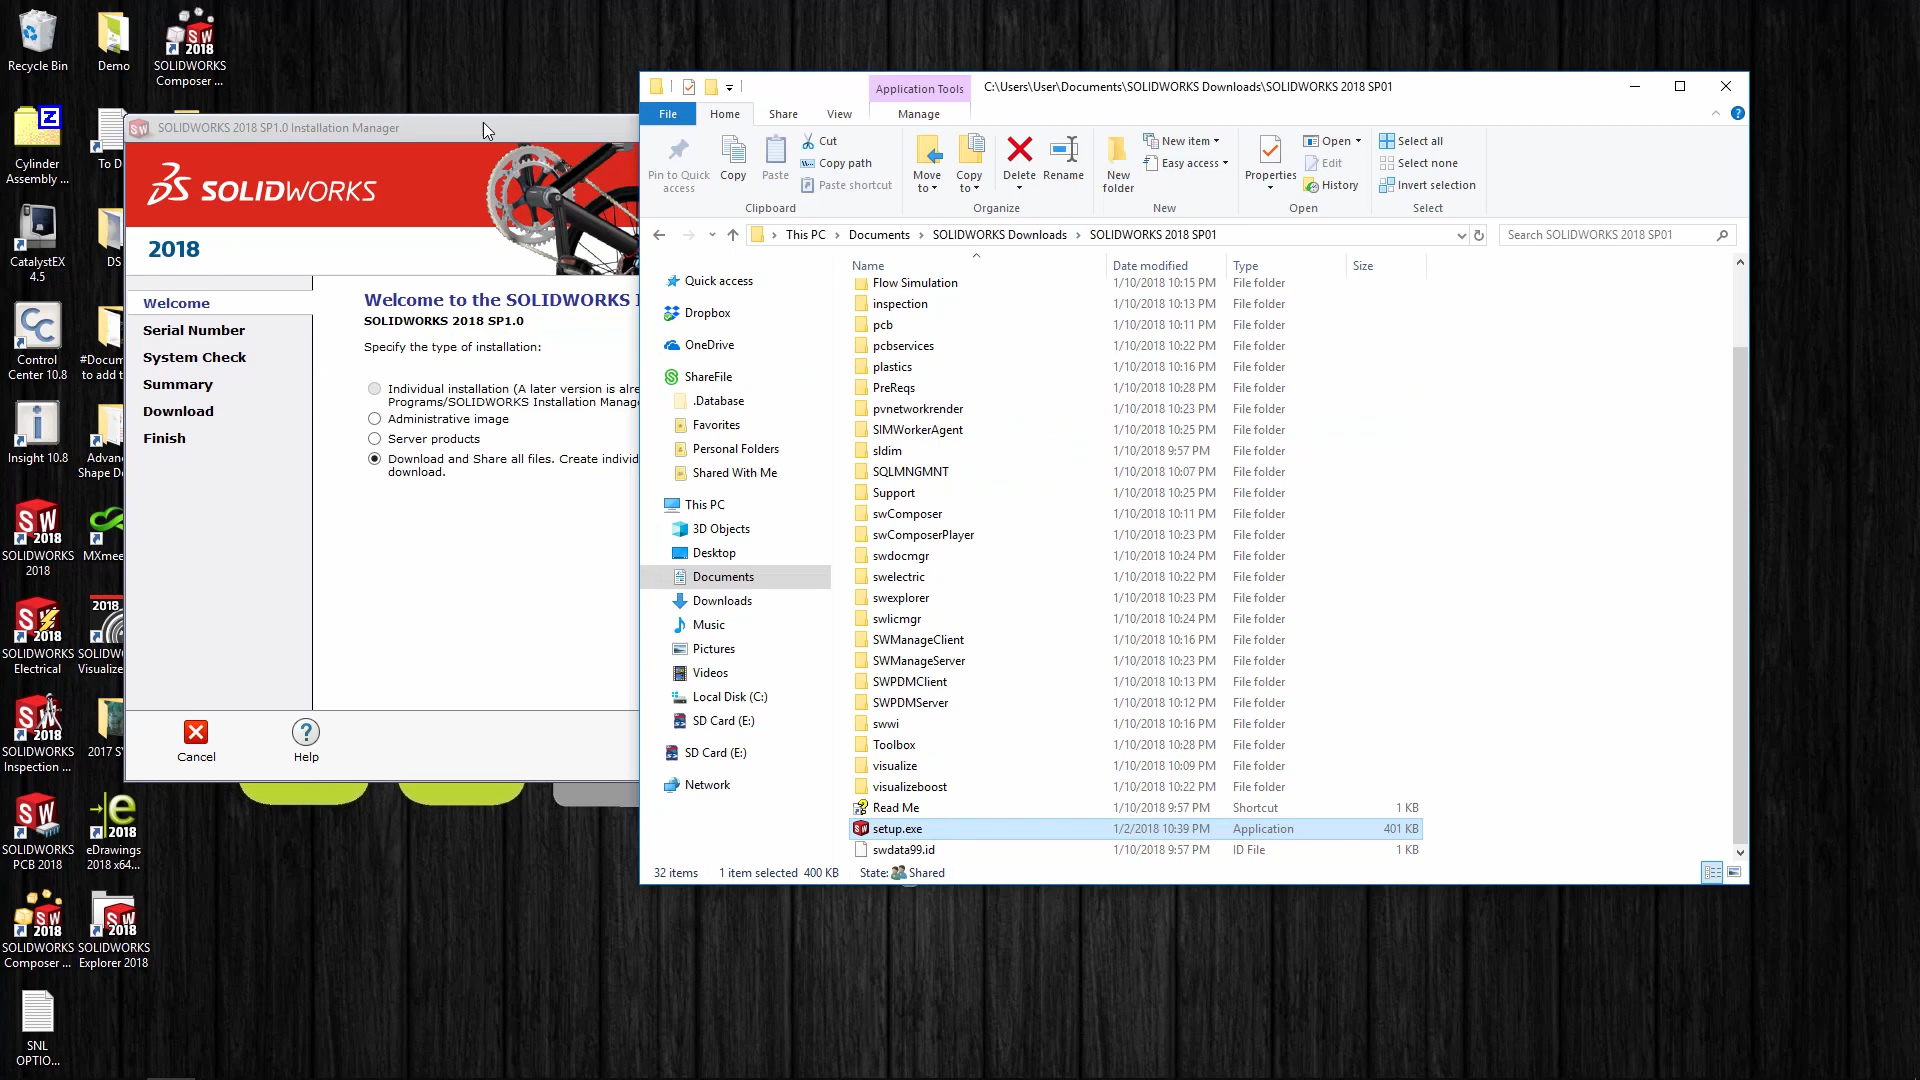 Recycle Bin
Demo
SW
2018
SOLIDWORKS
Composer ...
Z
Cylinder
Assembly ...
To D
CatalystEX
4.5
DS
Control
Center 10.8
#Docum
to add t
Insight 10.8
Advan
Shape D
SW
2018
SOLIDWORKS
2018
MXmee
SW
2018
SOLIDWORKS
Electrical
2018
SOLIDW
Visualize
SW
2018
SOLIDWORKS
Inspection ...
2017 SV
SW
2018
SOLIDWORKS
PCB 2018
e
2018
eDrawings
2018 x64...
SW
2018
SOLIDWORKS
Composer ...
SW
2018
SOLIDWORKS
Explorer 2018
SNL
OPTIO...
SOLIDWORKS 2018 SP1.0 Installation Manager
SOLIDWORKS
2018
Welcome
Serial Number
System Check
Summary
Download
Finish
Welcome to the SOLIDWORKS I
SOLIDWORKS 2018 SP1.0
Specify the type of installation:
Individual installation (A later version is alre
Programs/SOLIDWORKS Installation Manage
Administrative image
Server products
Download and Share all files. Create individ
download.
Cancel
Help
Application Tools
C:\Users\User\Documents\SOLIDWORKS Downloads\SOLIDWORKS 2018 SP01
File
Home
Share
View
Manage
Pin to Quick
access
Copy
Paste
Cut
Copy path
Paste shortcut
Clipboard
Move
to
Copy
to
Delete
Rename
Organize
New
folder
New item
Easy access
New
Properties
Open
Edit
History
Open
Select all
Select none
Invert selection
Select
This PC > Documents > SOLIDWORKS Downloads > SOLIDWORKS 2018 SP01
Search SOLIDWORKS 2018 SP01
Quick access
Dropbox
OneDrive
ShareFile
.Database
Favorites
Personal Folders
Shared With Me
This PC
3D Objects
Desktop
Documents
Downloads
Music
Pictures
Videos
Local Disk (C:)
SD Card (E:)
SD Card (E:)
Network
Name Date modified Type Size
Flow Simulation 1/10/2018 10:15 PM File folder
inspection 1/10/2018 10:13 PM File folder
pcb 1/10/2018 10:11 PM File folder
pcbservices 1/10/2018 10:22 PM File folder
plastics 1/10/2018 10:16 PM File folder
PreReqs 1/10/2018 10:28 PM File folder
pvnetworkrender 1/10/2018 10:23 PM File folder
SIMWorkerAgent 1/10/2018 10:25 PM File folder
sldim 1/10/2018 9:57 PM File folder
SQLMNGMNT 1/10/2018 10:07 PM File folder
Support 1/10/2018 10:25 PM File folder
swComposer 1/10/2018 10:11 PM File folder
swComposerPlayer 1/10/2018 10:23 PM File folder
swdocmgr 1/10/2018 10:24 PM File folder
swelectric 1/10/2018 10:22 PM File folder
swexplorer 1/10/2018 10:23 PM File folder
swlicmgr 1/10/2018 10:24 PM File folder
SWManageClient 1/10/2018 10:16 PM File folder
SWManageServer 1/10/2018 10:23 PM File folder
SWPDMClient 1/10/2018 10:13 PM File folder
SWPDMServer 1/10/2018 10:12 PM File folder
swwi 1/10/2018 10:16 PM File folder
Toolbox 1/10/2018 10:28 PM File folder
visualize 1/10/2018 10:09 PM File folder
visualizeboost 1/10/2018 10:22 PM File folder
Read Me 1/10/2018 9:57 PM Shortcut 1 KB
setup.exe 1/2/2018 10:39 PM Application 401 KB
swdata99.id 1/10/2018 9:57 PM ID File 1 KB
32 items 1 item selected 400 KB State: Shared